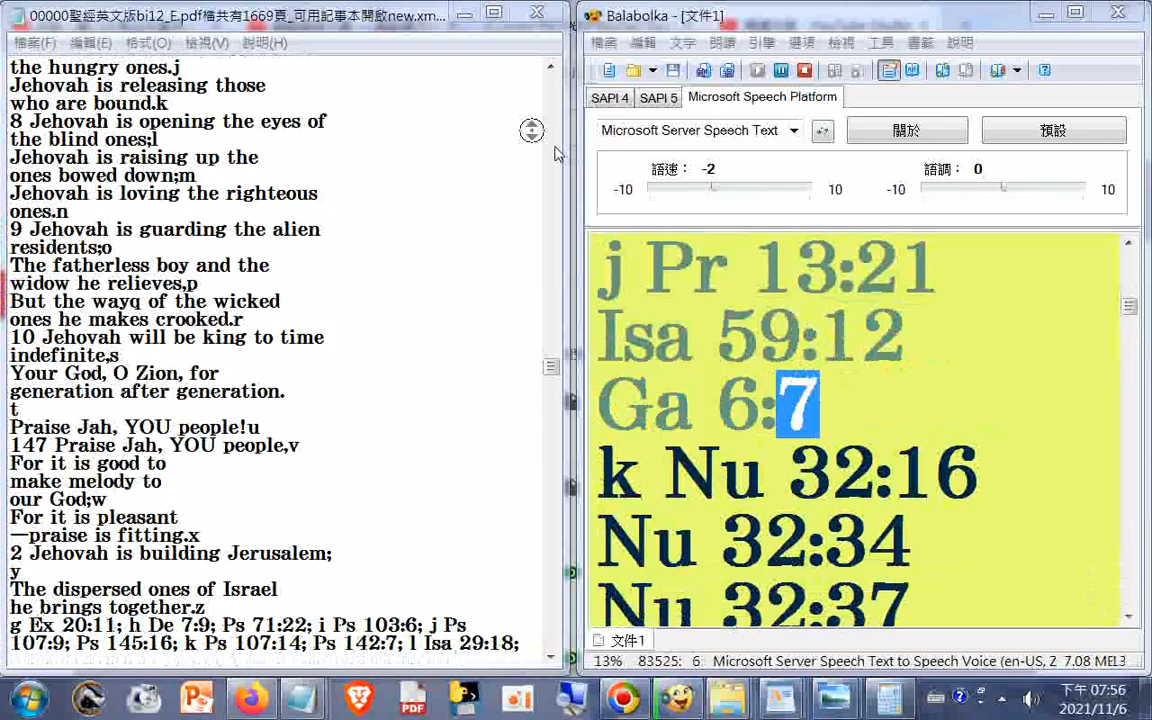 00000聖經英文版bi12_E.pdf檔共有1669頁_可用記事本開啟new.xm...
檔案(F) 編輯(E) 格式(O) 檢視(V) 說明(H)
the hungry ones.j
Jehovah is releasing those
who are bound.k
8 Jehovah is opening the eyes of
the blind ones;l
Jehovah is raising up the
ones bowed down;m
Jehovah is loving the righteous
ones.n
9 Jehovah is guarding the alien
residents;o
The fatherless boy and the
widow he relieves,p
But the wayq of the wicked
ones he makes crooked.r
10 Jehovah will be king to time
indefinite,s
Your God, O Zion, for
generation after generation.
t
Praise Jah, YOU people!u
147 Praise Jah, YOU people,v
For it is good to
make melody to
our God;w
For it is pleasant
—praise is fitting.x
2 Jehovah is building Jerusalem;
y
The dispersed ones of Israel
he brings together.z
g Ex 20:11; h De 7:9; Ps 71:22; i Ps 103:6; j Ps
107:9; Ps 145:16; k Ps 107:14; Ps 142:7; l Isa 29:18;
Balabolka - [文件1]
檔案 編輯 文字 朗讀 引擎 選項 檢視 工具 書籤 說明
SAPI 4 SAPI 5 Microsoft Speech Platform
Microsoft Server Speech Text 關於 預設
語速： -2 語調： 0
-10 10 -10 10
j Pr 13:21
Isa 59:12
Ga 6:7
k Nu 32:16
Nu 32:34
Nu 32:37
文件1
13% 83525: 6 Microsoft Server Speech Text to Speech Voice (en-US, Z 7.08 ME
PDF
下午 07:56
2021/11/6